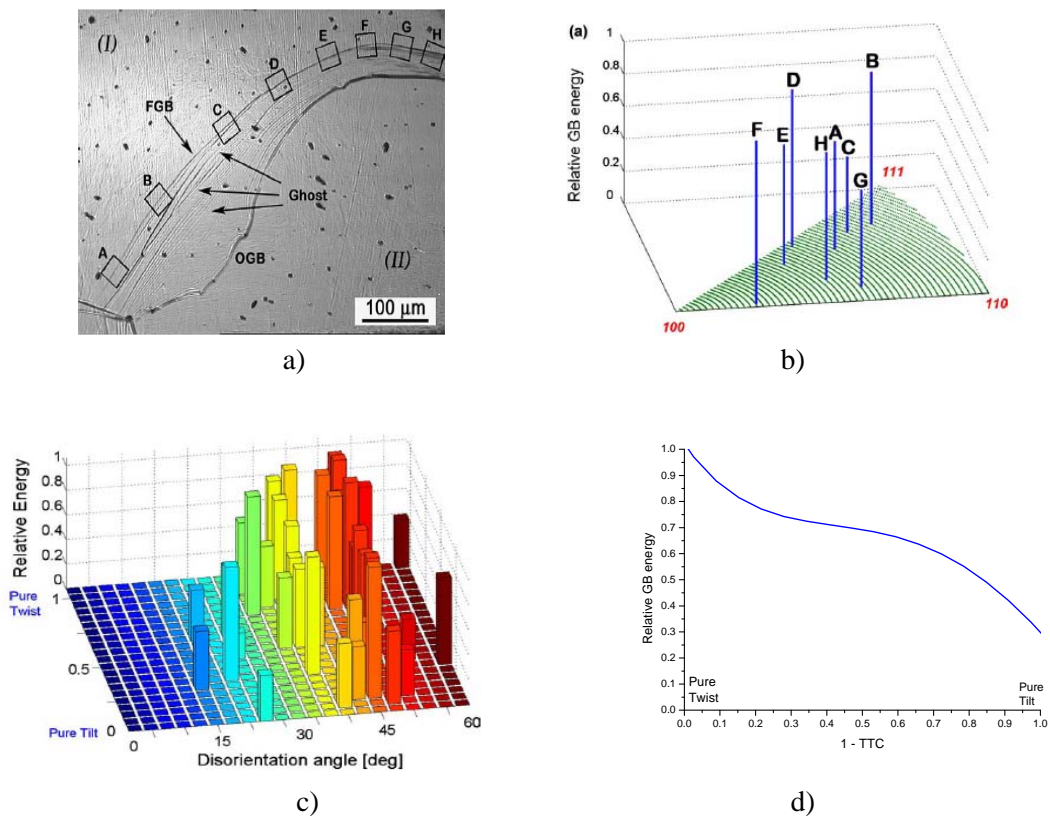 (I)
FGB
A
B
C
D
E
F
G
H
Ghost
OGB
(II)
100 μm
a)
(a)
Relative GB energy
1
0.8
0.6
0.4
0.2
0
F
E
D
H
A
C
G
B
111
100
110
b)
Relative Energy
1
0.8
0.6
0.4
0.2
0
Pure
Twist
1
0.5
0
Pure Tilt
0
15
30
45
60
Disorientation angle [deg]
c)
Relative GB energy
1.0
0.9
0.8
0.7
0.6
0.5
0.4
0.3
0.2
0.1
0.0
Pure
Twist
Pure
Tilt
0.0 0.1 0.2 0.3 0.4 0.5 0.6 0.7 0.8 0.9 1.0
1 - TTC
d)